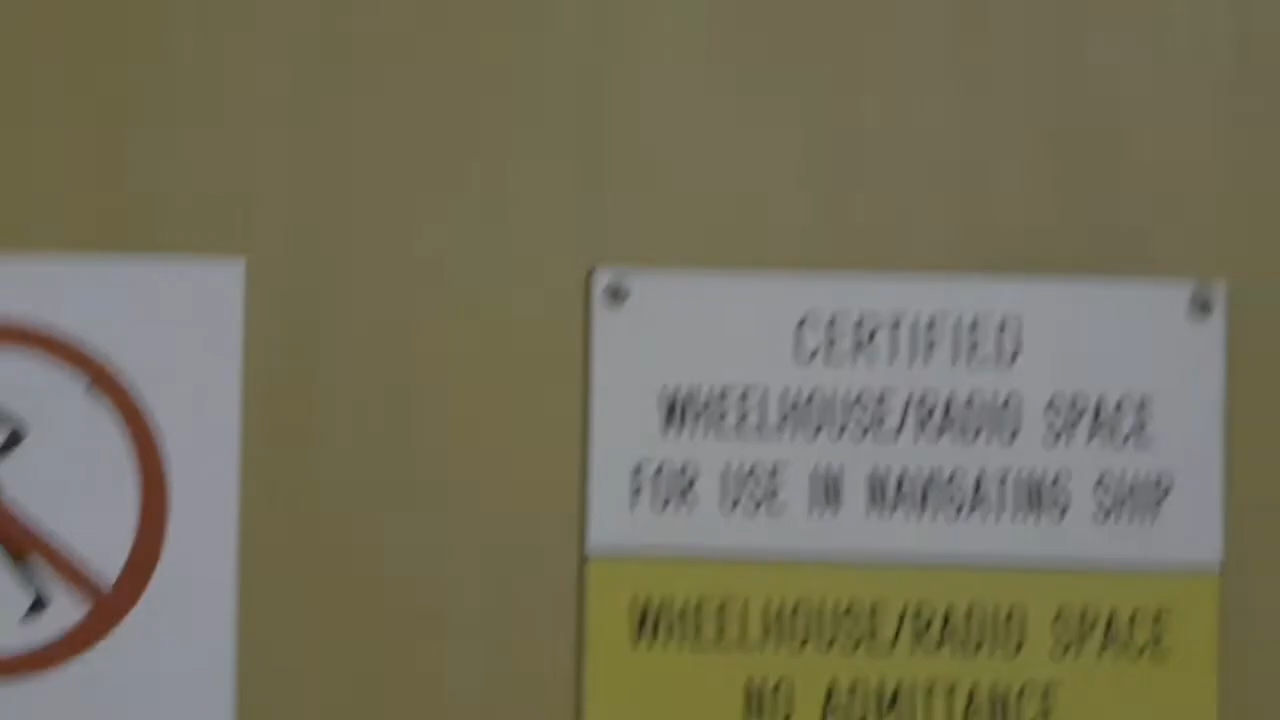 CERTIFIED
WHEELHOUSE/RADIO SPACE
FOR USE IN NAVIGATING SHIP
WHEELHOUSE/RADIO SPACE
NO ADMITTANCE